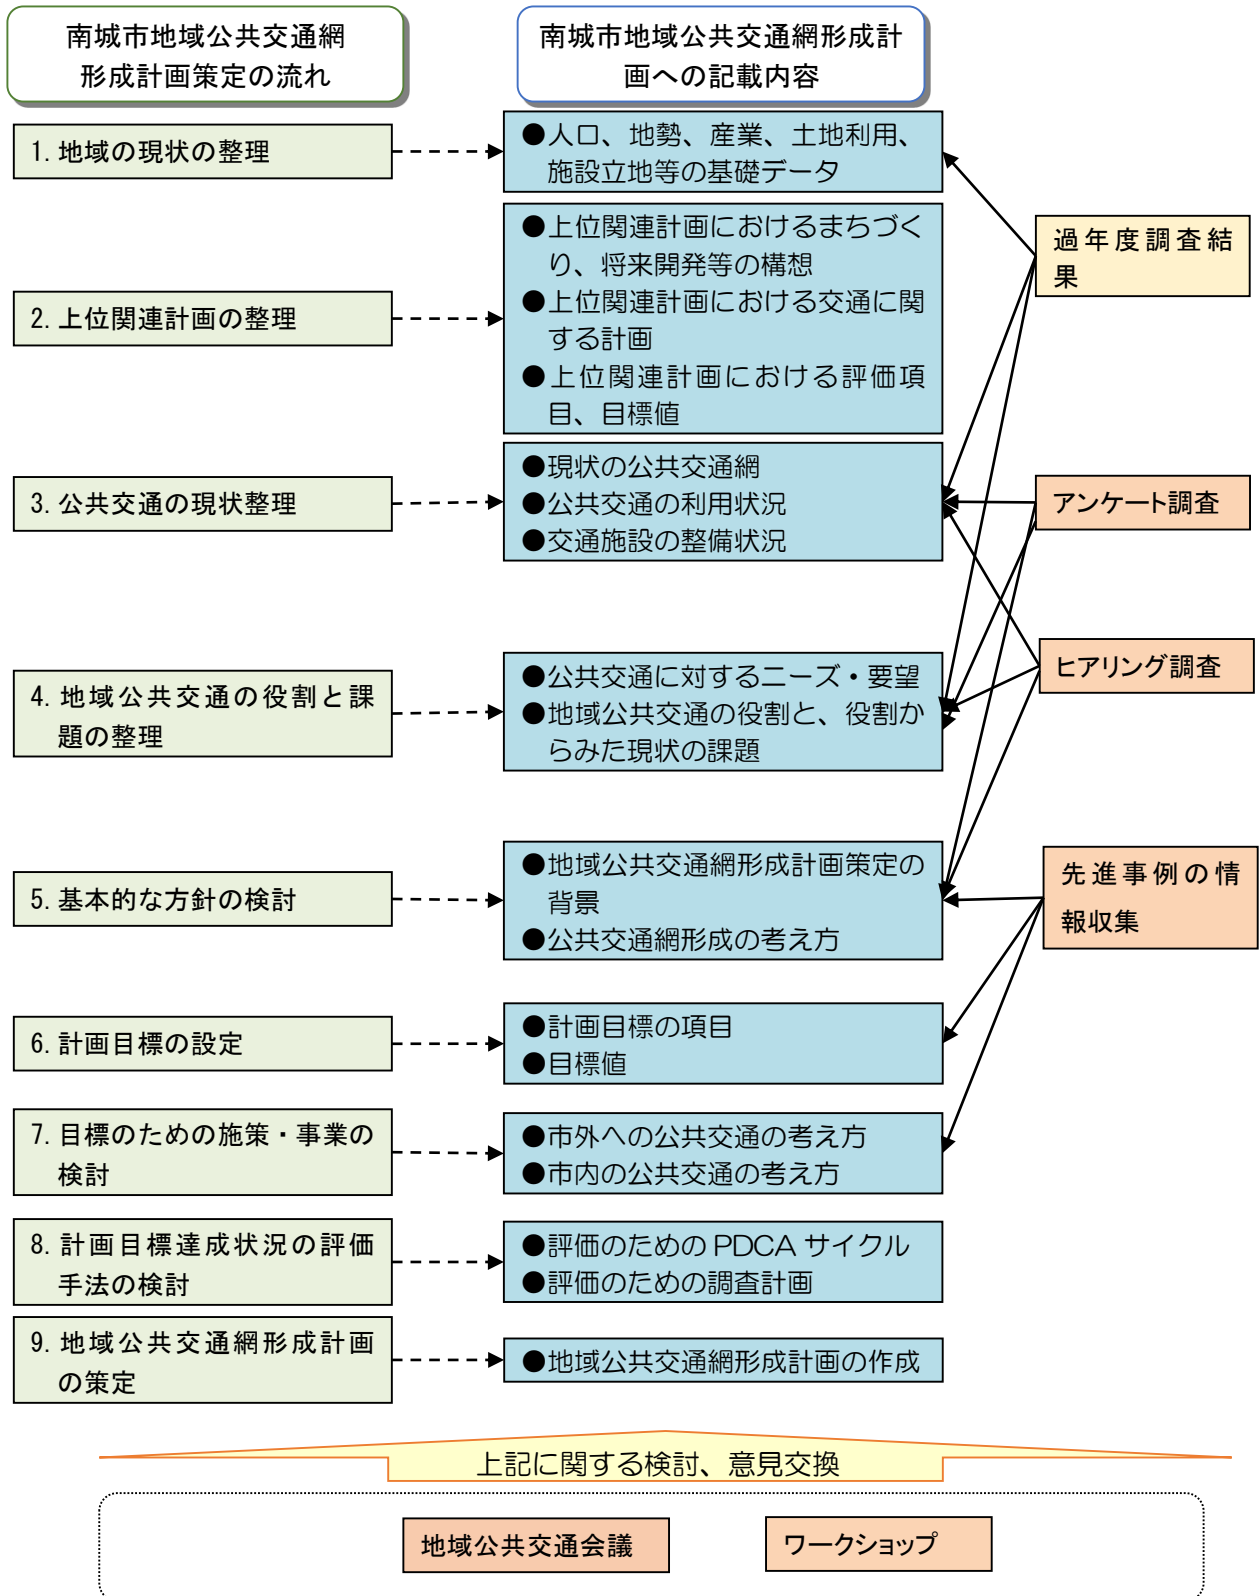 南城市地域公共交通網
形成計画策定の流れ
南城市地域公共交通網形成計
画への記載内容
1. 地域の現状の整理
●人口、地勢、産業、土地利用、
施設立地等の基礎データ
過年度調査結
果
2. 上位関連計画の整理
●上位関連計画におけるまちづく
り、将来開発等の構想
●上位関連計画における交通に関
する計画
●上位関連計画における評価項
目、目標値
3. 公共交通の現状整理
●現状の公共交通網
●公共交通の利用状況
●交通施設の整備状況
アンケート調査
ヒアリング調査
4. 地域公共交通の役割と課
題の整理
●公共交通に対するニーズ・要望
●地域公共交通の役割と、役割か
らみた現状の課題
5. 基本的な方針の検討
●地域公共交通網形成計画策定の
背景
●公共交通網形成の考え方
先進事例の情
報収集
6. 計画目標の設定
●計画目標の項目
●目標値
7. 目標のための施策・事業の
検討
●市外への公共交通の考え方
●市内の公共交通の考え方
8. 計画目標達成状況の評価
手法の検討
●評価のための PDCA サイクル
●評価のための調査計画
9. 地域公共交通網形成計画
の策定
●地域公共交通網形成計画の作成
上記に関する検討、意見交換
地域公共交通会議
ワークショップ